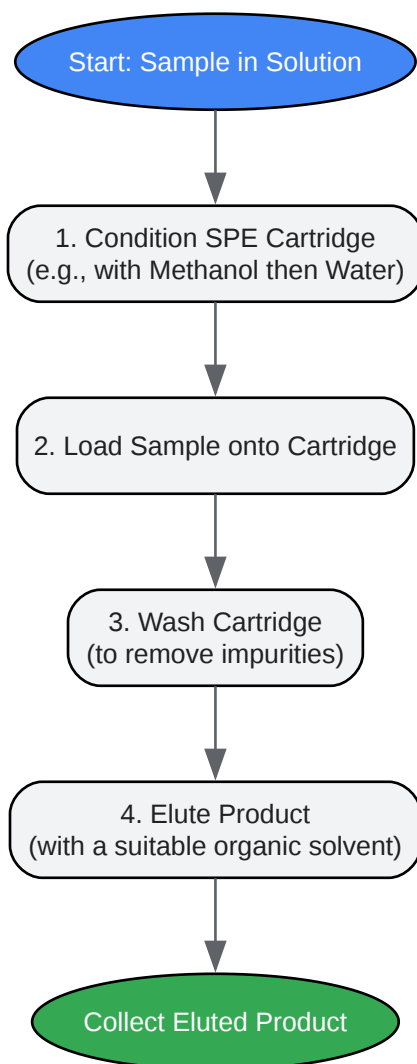 Start: Sample in Solution
1. Condition SPE Cartridge
(e.g., with Methanol then Water)
2. Load Sample onto Cartridge
3. Wash Cartridge
(to remove impurities)
4. Elute Product
(with a suitable organic solvent)
Collect Eluted Product